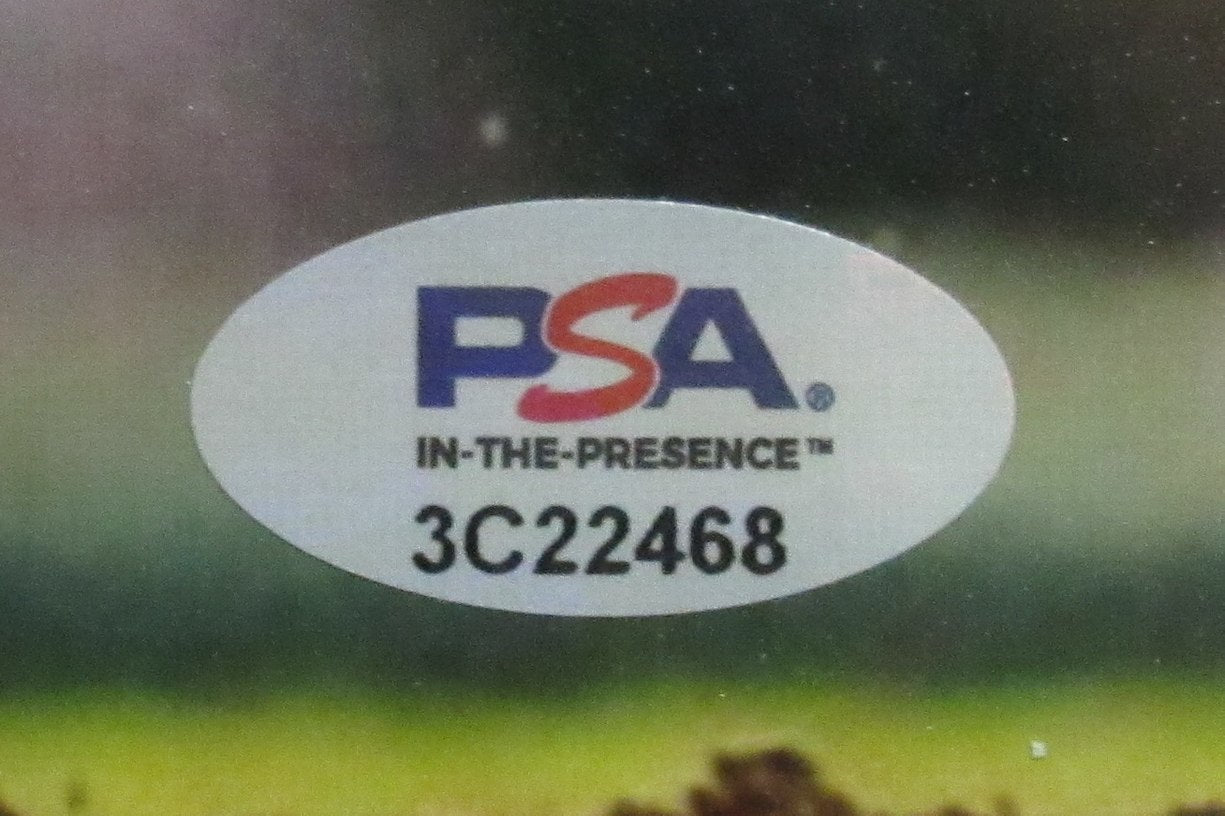 PSA®
IN-THE-PRESENCE™
3C22468